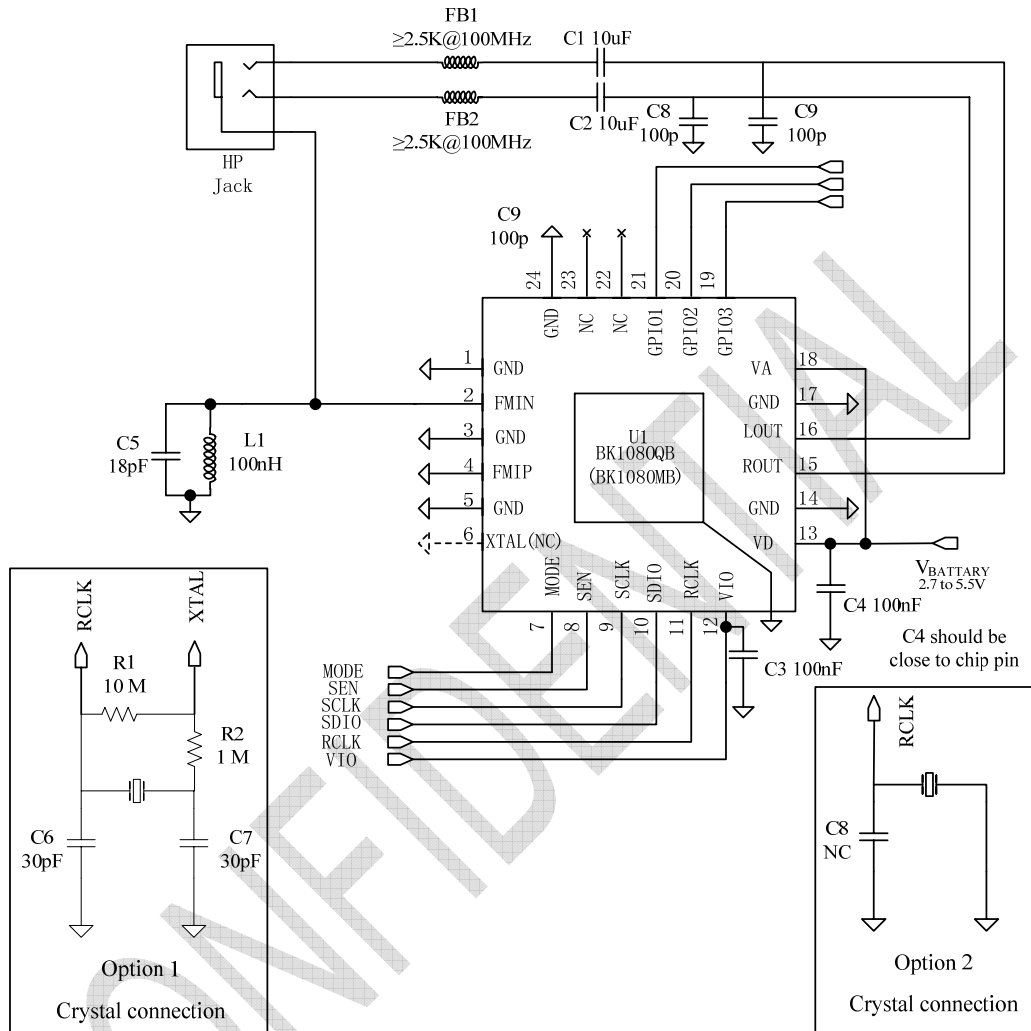 FB1
≥2.5K@100MHz
C1 10uF
FB2
≥2.5K@100MHz
C2 10uF
C8
100p
C9
100p
HP
Jack
C9
100p
24
23
22
21
20
19
GND
NC
NC
GPIO1
GPIO2
GPIO3
1
GND
2
FMIN
3
GND
4
FMIP
5
GND
6
XTAL(NC)
U1
BK1080QB
(BK1080MB)
VA
18
GND
17
LOUT
16
ROUT
15
GND
14
VD
13
C5
18pF
L1
100nH
MODE
SEN
SCLK
SDIO
RCLK
VIO
7
8
9
10
11
12
VBATTARY
2.7 to 5.5V
C4 100nF
C4 should be
close to chip pin
C3 100nF
MODE
SEN
SCLK
SDIO
RCLK
VIO
RCLK
XTAL
R1
10 M
R2
1 M
C6
30pF
C7
30pF
Option 1
Crystal connection
RCLK
C8
NC
Option 2
Crystal connection
ONFIDENTIAL